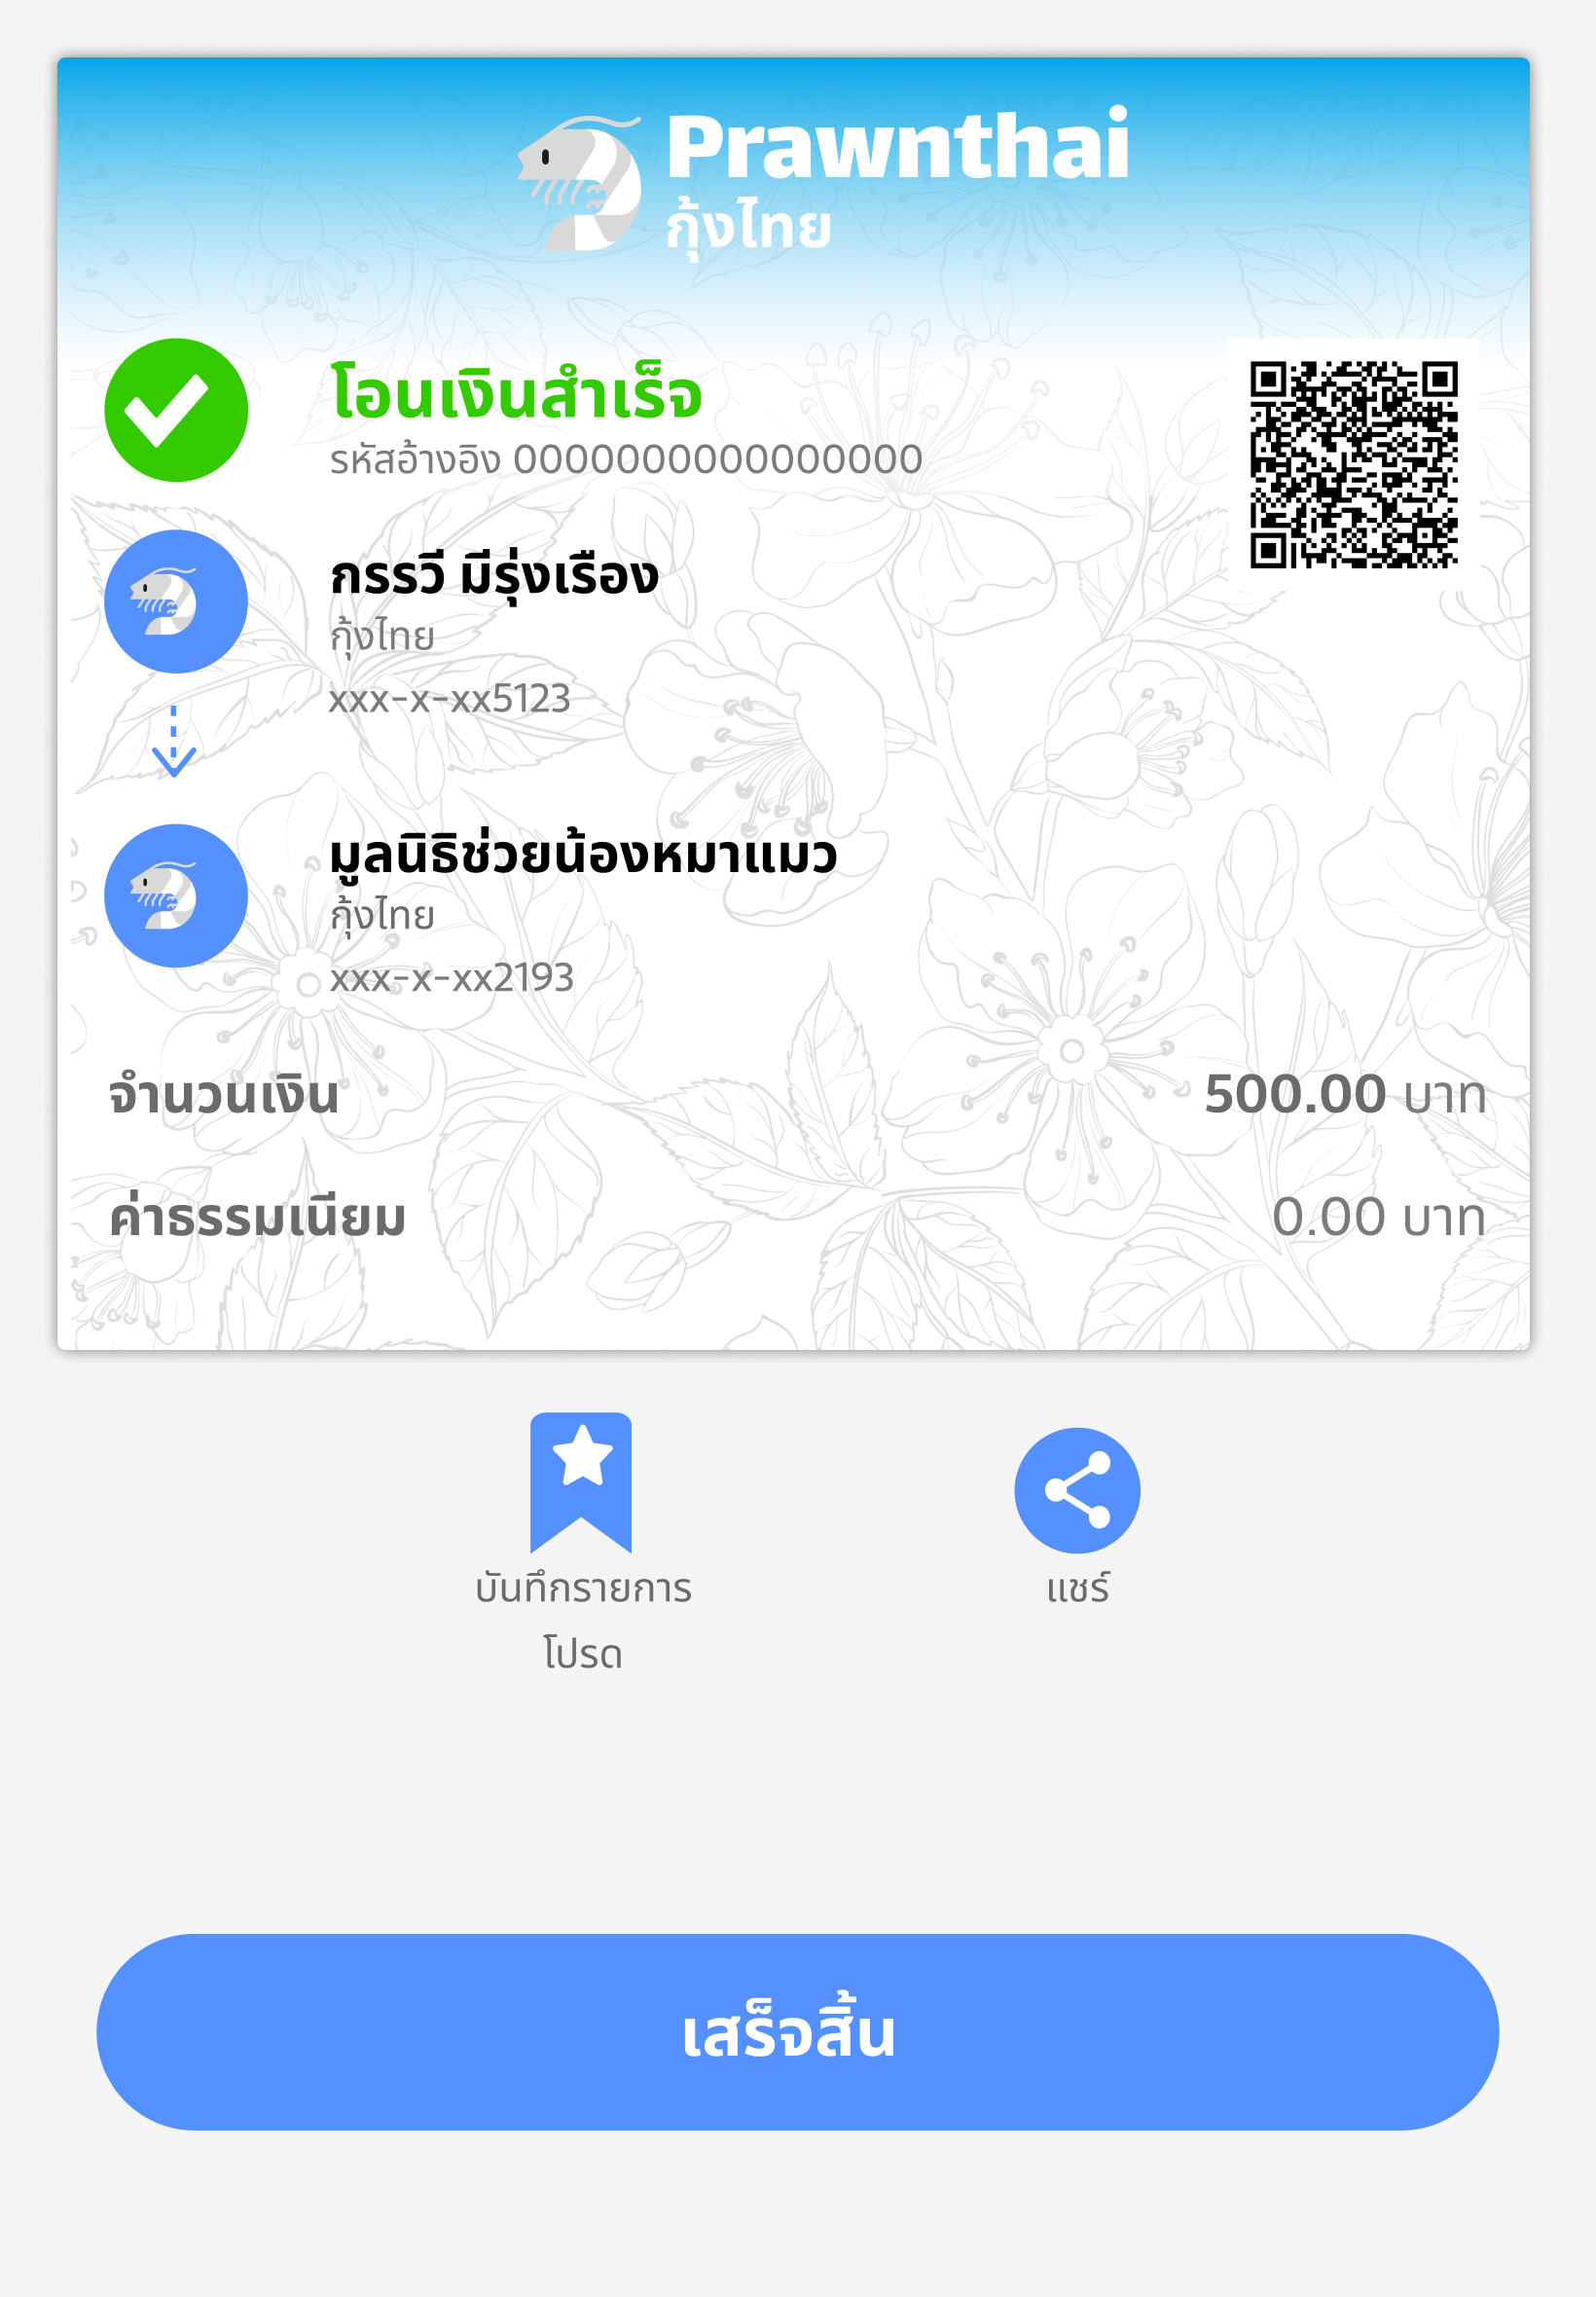 Prawnthai
กุ้งไทย
โอนเงินสำเร็จ
รหัสอ้างอิง 0000000000000000
กรรวี มีรุ่งเรือง
กุ้งไทย
xxx-x-xx5123
มูลนิธิช่วยน้องหมาแมว
กุ้งไทย
xxx-x-xx2193
จำนวนเงิน 500.00 บาท
ค่าธรรมเนียม 0.00 บาท
บันทึกรายการ
โปรด
แชร์
เสร็จสิ้น